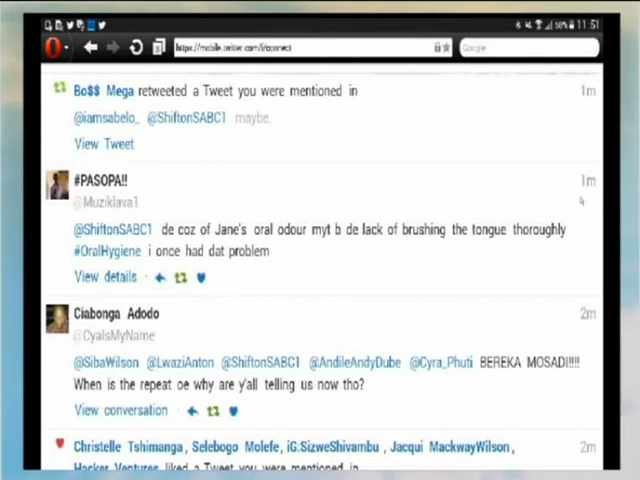 11:51
https://mobile.twitter.com/i/connect
Google
Bo$$ Mega retweeted a Tweet you were mentioned in
1m
@iamsabelo_ @ShiftonSABC1 maybe.
View Tweet
#PASOPA!!
1m
@Muziklava1
@ShiftonSABC1 de coz of Jane's oral odour myt b de lack of brushing the tongue thoroughly
#OralHygiene i once had dat problem
View details
Ciabonga Adodo
2m
@CyalsMyName
@SibaWilson @LwaziAnton @ShiftonSABC1 @AndileAndyDube @Cyra_Phuti BEREKA MOSADI!!!!!
When is the repeat oe why are y'all telling us now tho?
View conversation
Christelle Tshimanga, Selebogo Molefe, iG:SizweShivambu, Jacqui MackwayWilson,
2m
Hacker Ventures liked a Tweet you were mentioned in